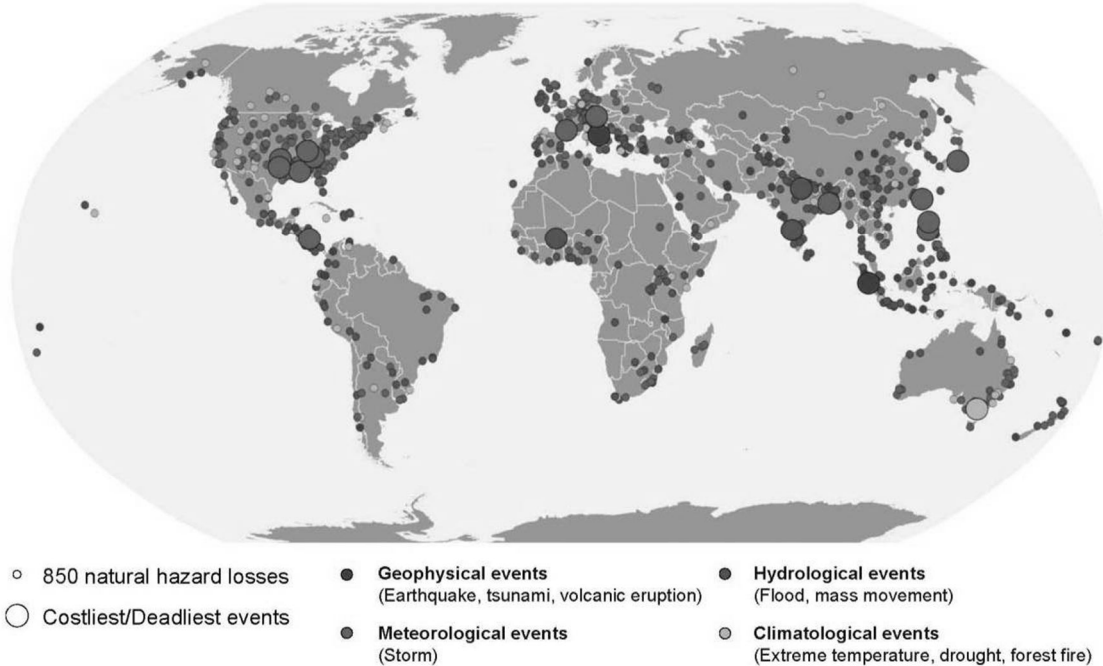 850 natural hazard losses
Costliest/Deadliest events
Geophysical events
(Earthquake, tsunami, volcanic eruption)
Meteorological events
(Storm)
Hydrological events
(Flood, mass movement)
Climatological events
(Extreme temperature, drought, forest fire)